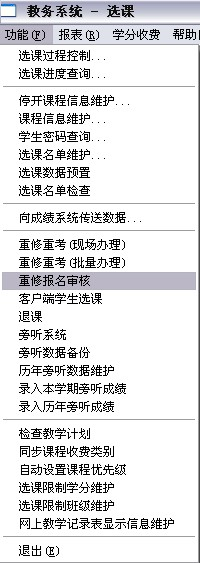 教务系统 - 选课
功能(F) 报表(R) 学分收费 帮助
选课过程控制...
选课进度查询...
停开课程信息维护...
课程信息维护...
学生密码查询...
选课名单维护...
选课数据预置
选课名单检查
向成绩系统传送数据...
重修重考(现场办理)
重修重考(批量办理)
重修报名审核
客户端学生选课
退课
旁听系统
旁听数据备份
历年旁听数据维护
录入本学期旁听成绩
录入历年旁听成绩
检查教学计划
同步课程收费类别
自动设置课程优先级
选课限制学分维护
选课限制班级维护
网上教学记录表显示信息维护
退出(E)